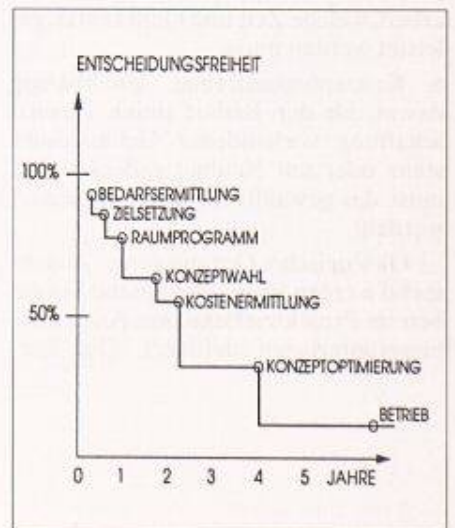 ENTSCHEIDUNGSFREIHEIT
100%
BEDARFSERMITTLUNG
ZIELSETZUNG
RAUMPROGRAMM
KONZEPTWAHL
KOSTENERMITTLUNG
50%
KONZEPTOPTIMIERUNG
BETRIEB
0 1 2 3 4 5 JAHRE